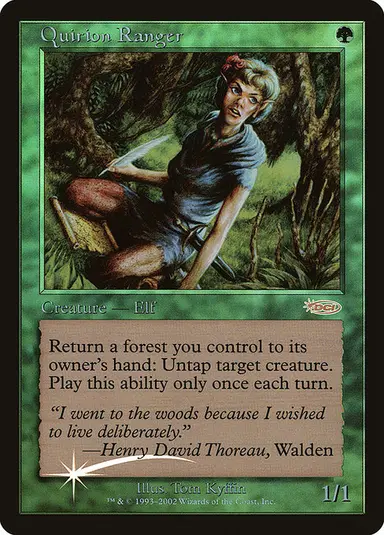 Quirion Ranger
Creature — Elf
DCI
Return a forest you control to its
owner's hand: Untap target creature.
Play this ability only once each turn.
“I went to the woods because I wished
to live deliberately.”
—Henry David Thoreau, Walden
Illus. Tom Kyffin
™ & © 1993–2002 Wizards of the Coast, Inc.
1/1